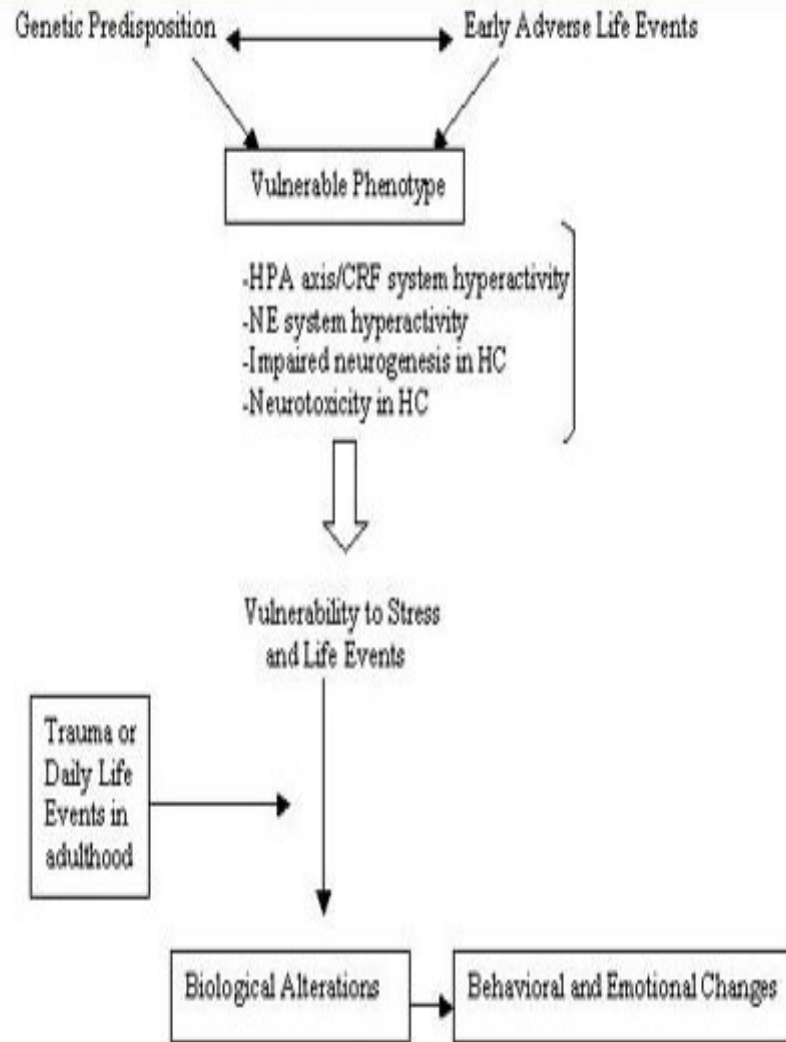 Genetic Predisposition
Early Adverse Life Events
Vulnerable Phenotype
-HPA axis/CRF system hyperactivity
-NE system hyperactivity
-Impaired neurogenesis in HC
-Neurotoxicity in HC
Vulnerability to Stress
and Life Events
Trauma or
Daily Life
Events in
adulthood
Biological Alterations
Behavioral and Emotional Changes